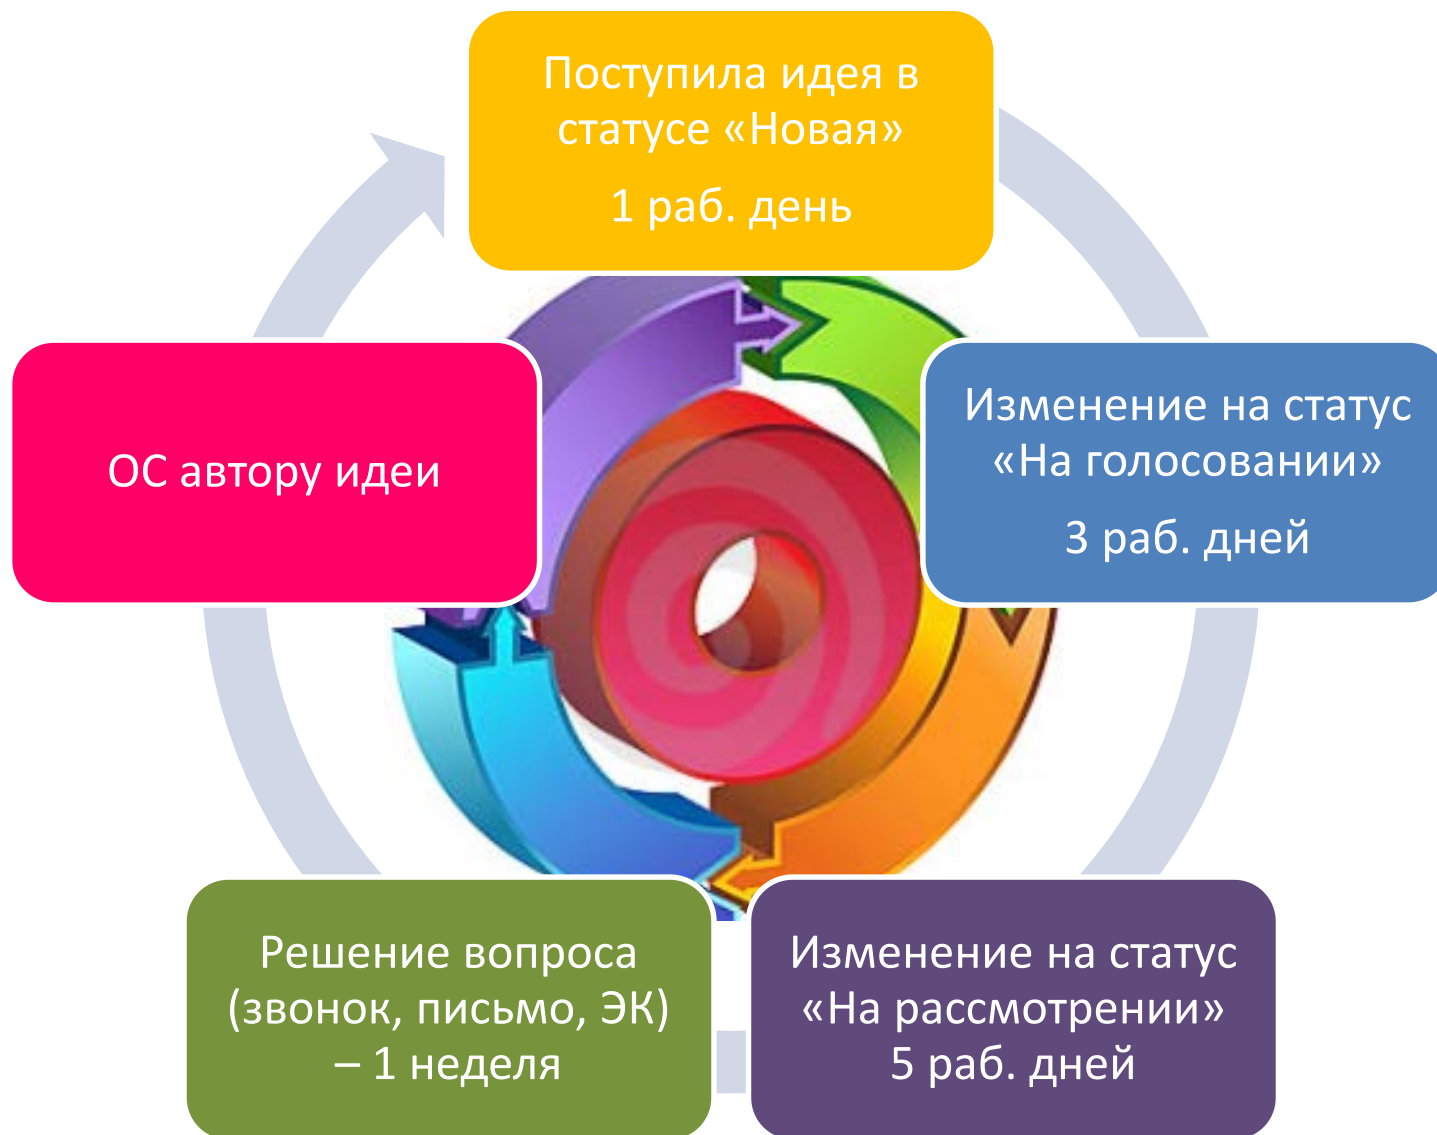 Поступила идея в
статусе «Новая»
1 раб. день
Изменение на статус
«На голосовании»
3 раб. дней
Изменение на статус
«На рассмотрении»
5 раб. дней
Решение вопроса
(звонок, письмо, ЭК)
– 1 неделя
ОС автору идеи